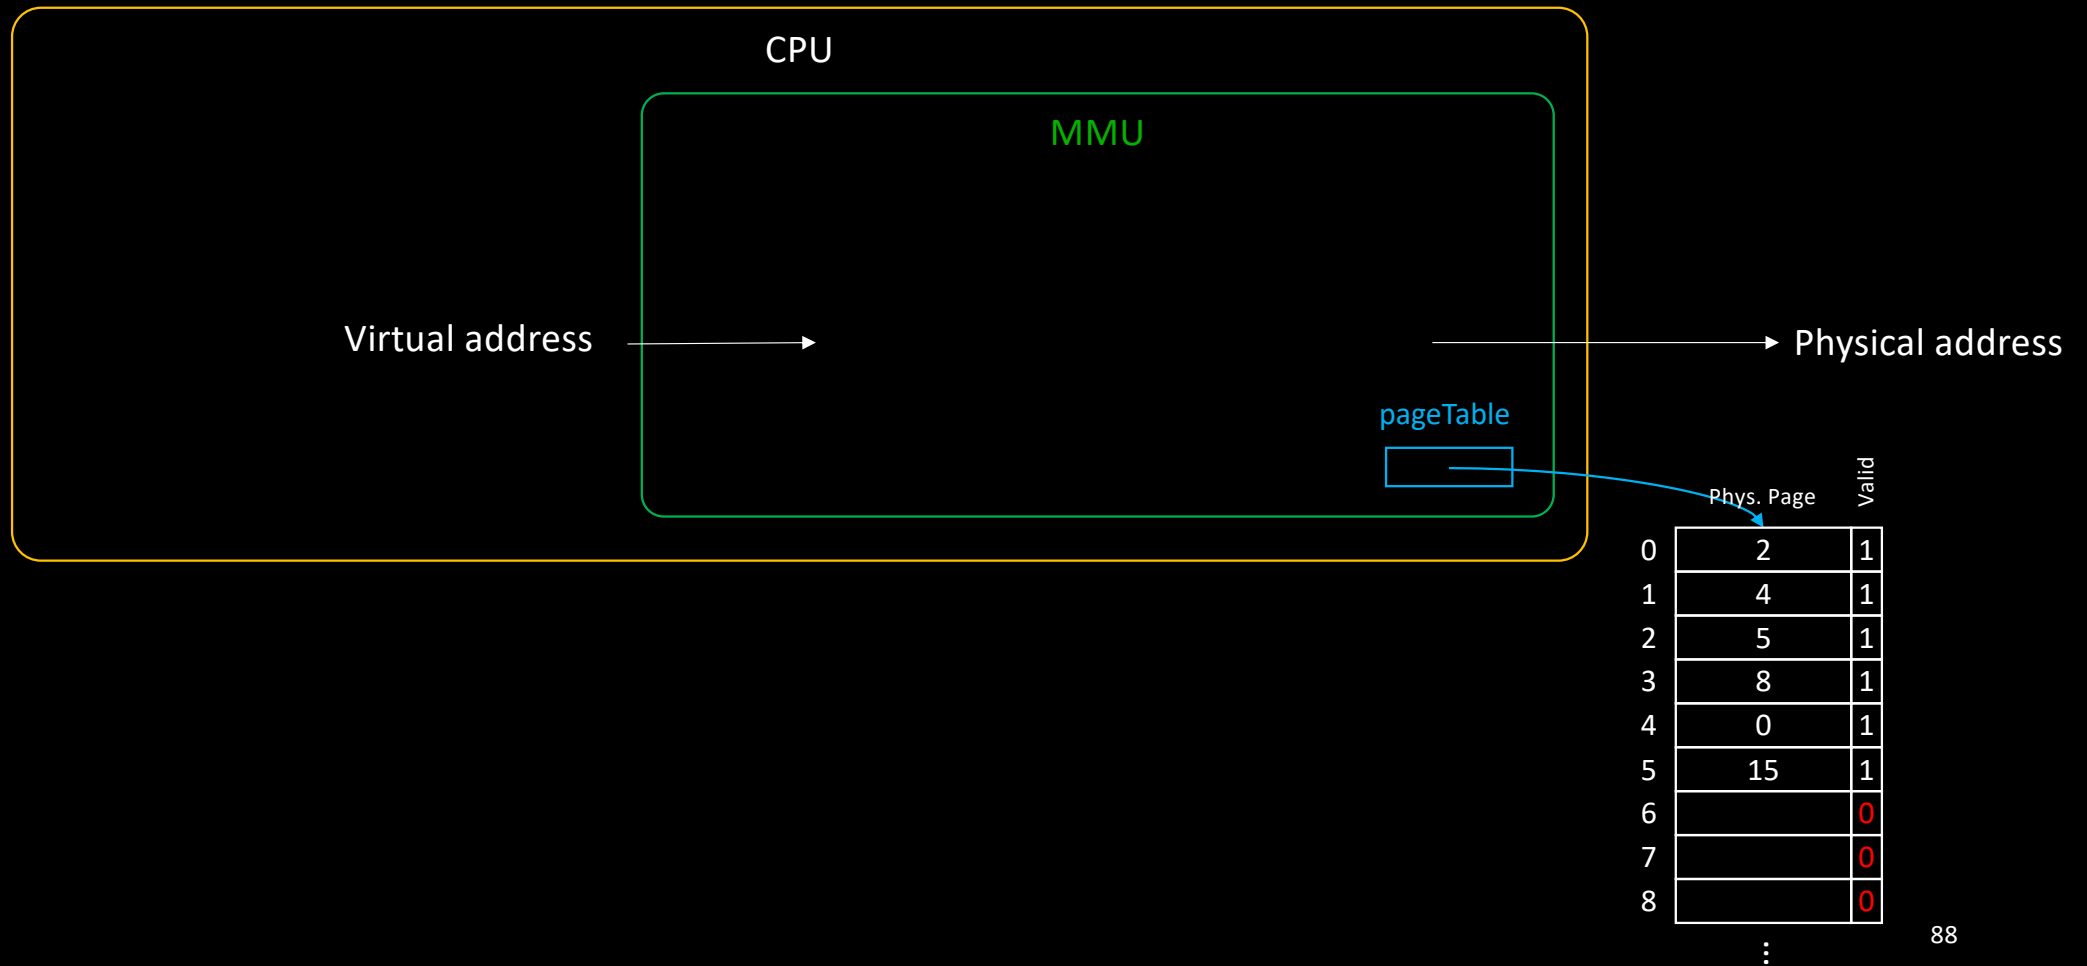 CPU
MMU
Virtual address
Physical address
pageTable
Phys. Page
Valid
0 2 1
1 4 1
2 5 1
3 8 1
4 0 1
5 15 1
6 0
7 0
8 0
88
⋮